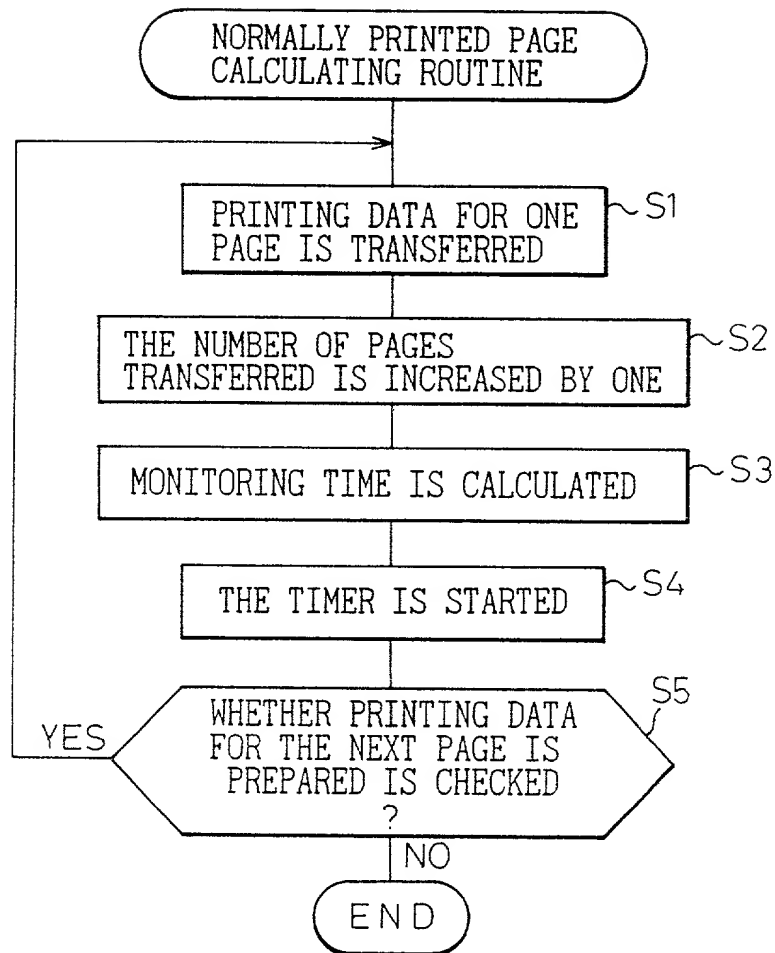 NORMALLY PRINTED PAGE
CALCULATING ROUTINE
PRINTING DATA FOR ONE
PAGE IS TRANSFERRED
S1
THE NUMBER OF PAGES
TRANSFERRED IS INCREASED BY ONE
S2
MONITORING TIME IS CALCULATED
S3
THE TIMER IS STARTED
S4
WHETHER PRINTING DATA
FOR THE NEXT PAGE IS
PREPARED IS CHECKED
?
S5
YES
NO
END